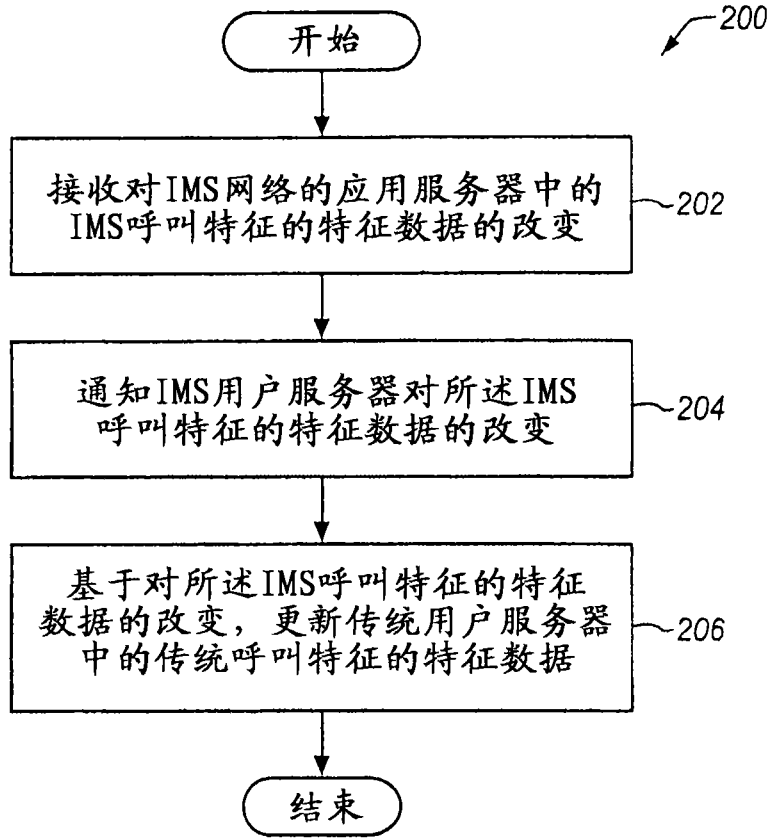 200
开始
接收对IMS网络的应用服务器中的
IMS呼叫特征的特征数据的改变
202
通知IMS用户服务器对所述IMS
呼叫特征的特征数据的改变
204
基于对所述IMS呼叫特征的特征
数据的改变，更新传统用户服务器
中的传统呼叫特征的特征数据
206
结束